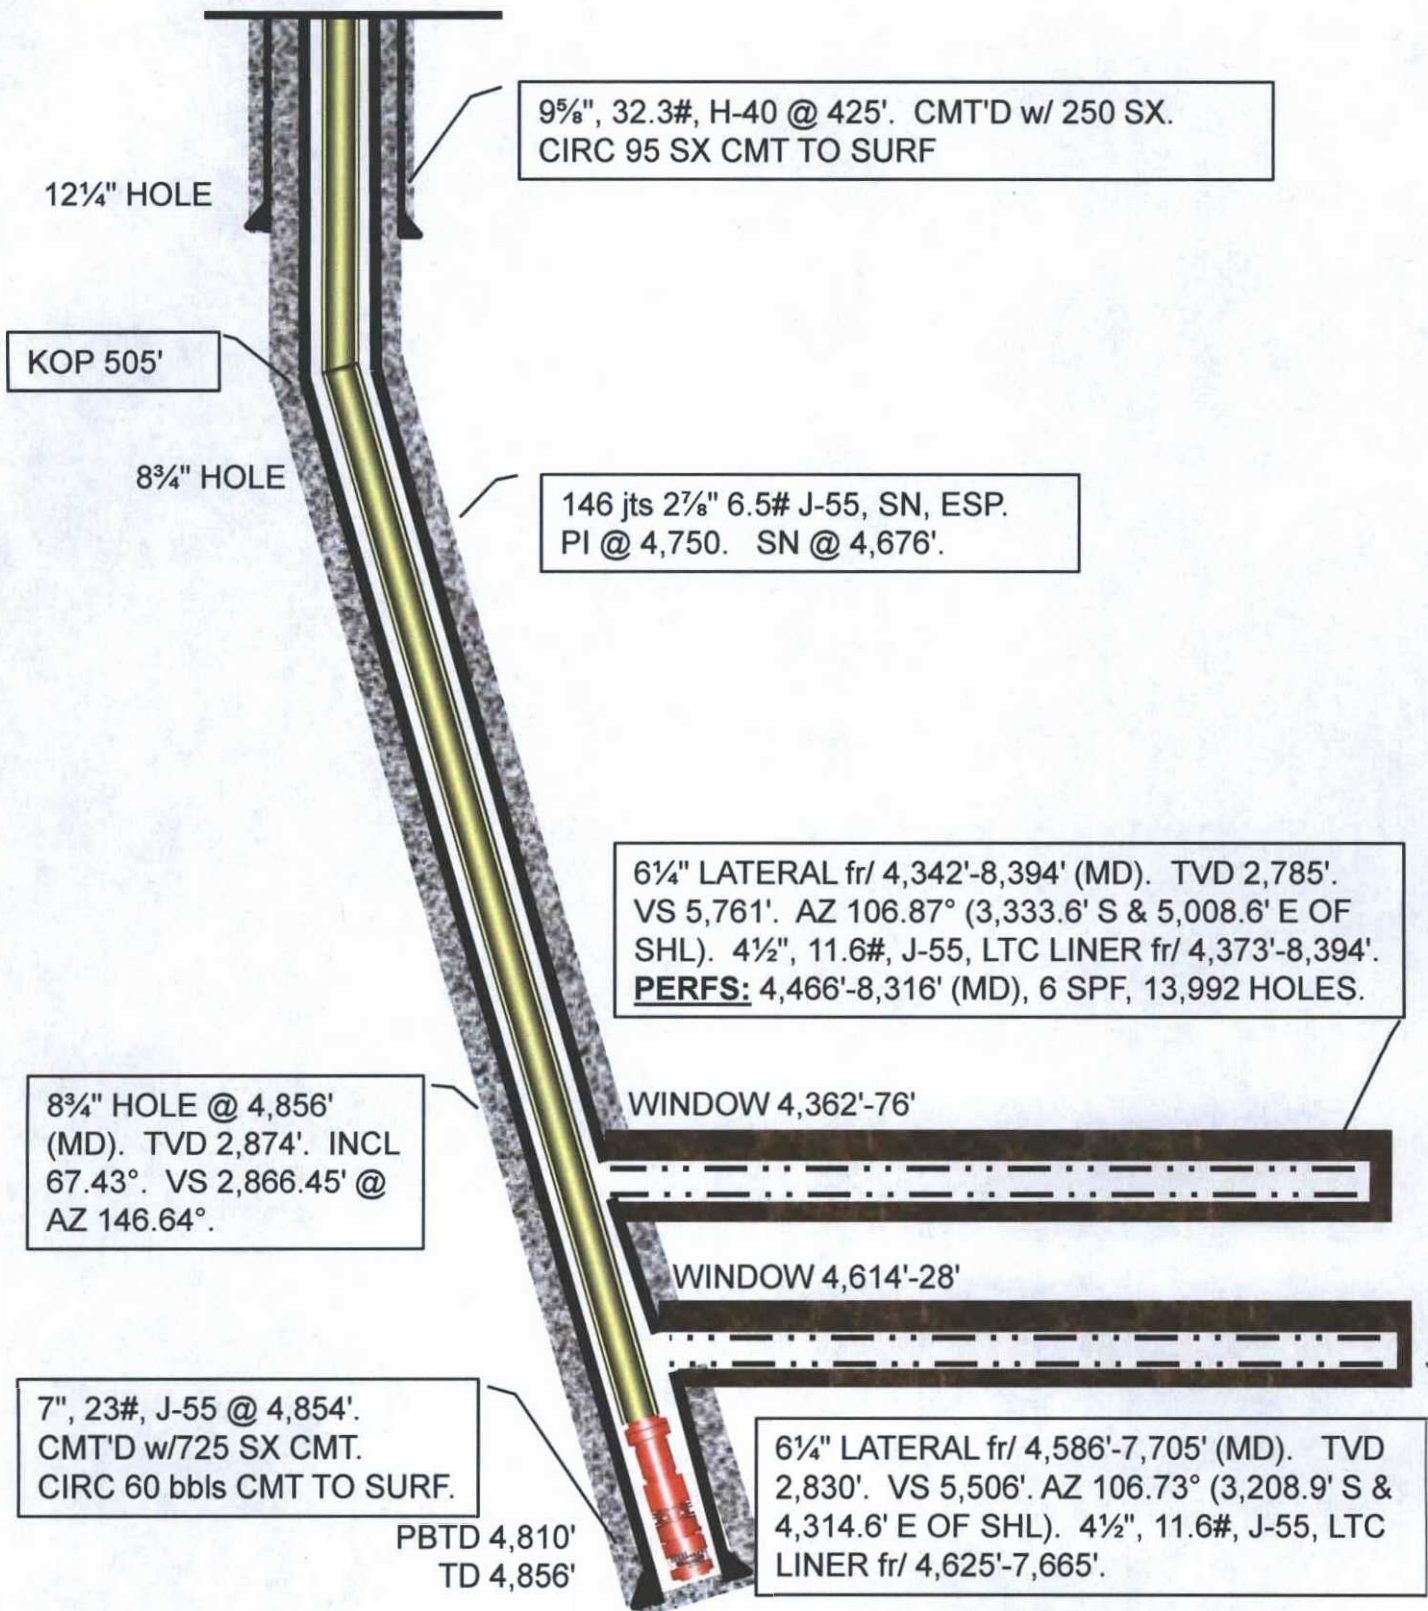 9⅝", 32.3#, H-40 @ 425'. CMT'D w/ 250 SX.
CIRC 95 SX CMT TO SURF
12¼" HOLE
KOP 505'
8¾" HOLE
146 jts 2⅞" 6.5# J-55, SN, ESP.
PI @ 4,750. SN @ 4,676'.
6¼" LATERAL fr/ 4,342'-8,394' (MD). TVD 2,785'.
VS 5,761'. AZ 106.87° (3,333.6' S & 5,008.6' E OF
SHL). 4½", 11.6#, J-55, LTC LINER fr/ 4,373'-8,394'.
PERFS: 4,466'-8,316' (MD), 6 SPF, 13,992 HOLES.
8¾" HOLE @ 4,856'
(MD). TVD 2,874'. INCL
67.43°. VS 2,866.45' @
AZ 146.64°.
WINDOW 4,362'-76'
WINDOW 4,614'-28'
7", 23#, J-55 @ 4,854'.
CMT'D w/725 SX CMT.
CIRC 60 bbls CMT TO SURF.
PBTD 4,810'
TD 4,856'
6¼" LATERAL fr/ 4,586'-7,705' (MD). TVD
2,830'. VS 5,506'. AZ 106.73° (3,208.9' S &
4,314.6' E OF SHL). 4½", 11.6#, J-55, LTC
LINER fr/ 4,625'-7,665'.